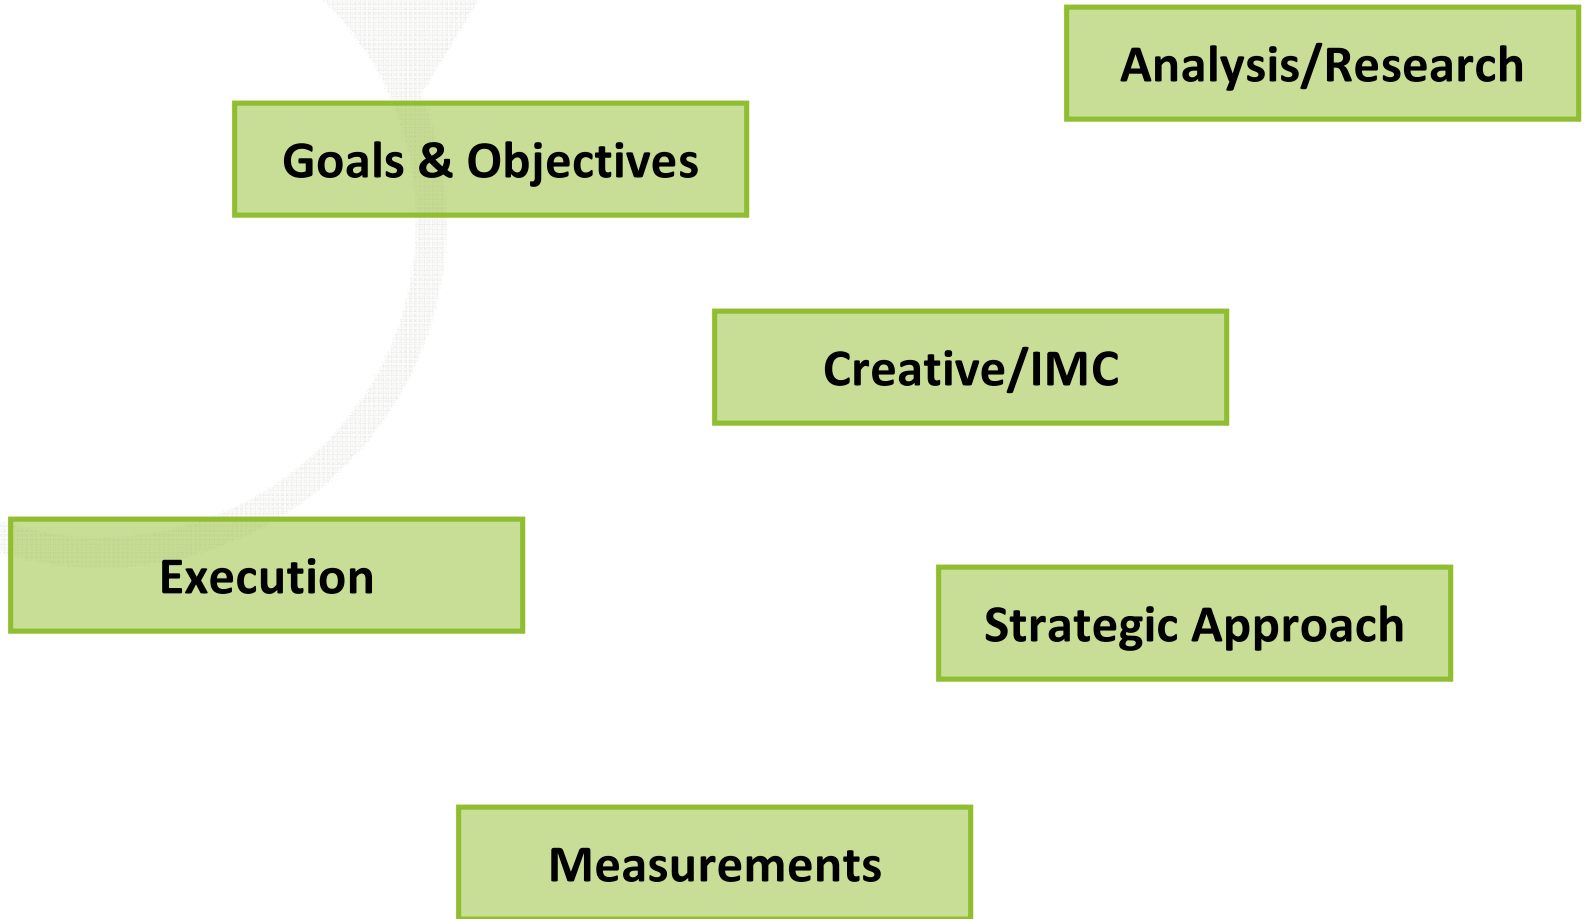 Analysis/Research
Goals & Objectives
Creative/IMC
Execution
Strategic Approach
Measurements